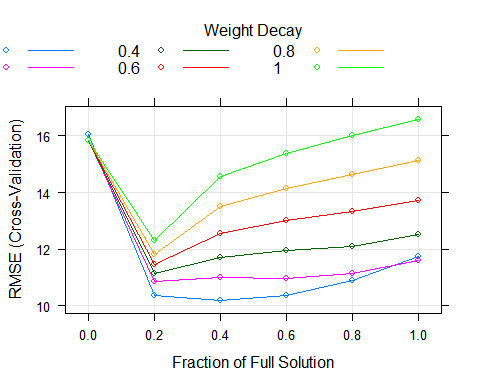 Weight Decay
0.4 0.8
0.6 1
16
14
12
10
RMSE (Cross-Validation)
0.0 0.2 0.4 0.6 0.8 1.0
Fraction of Full Solution